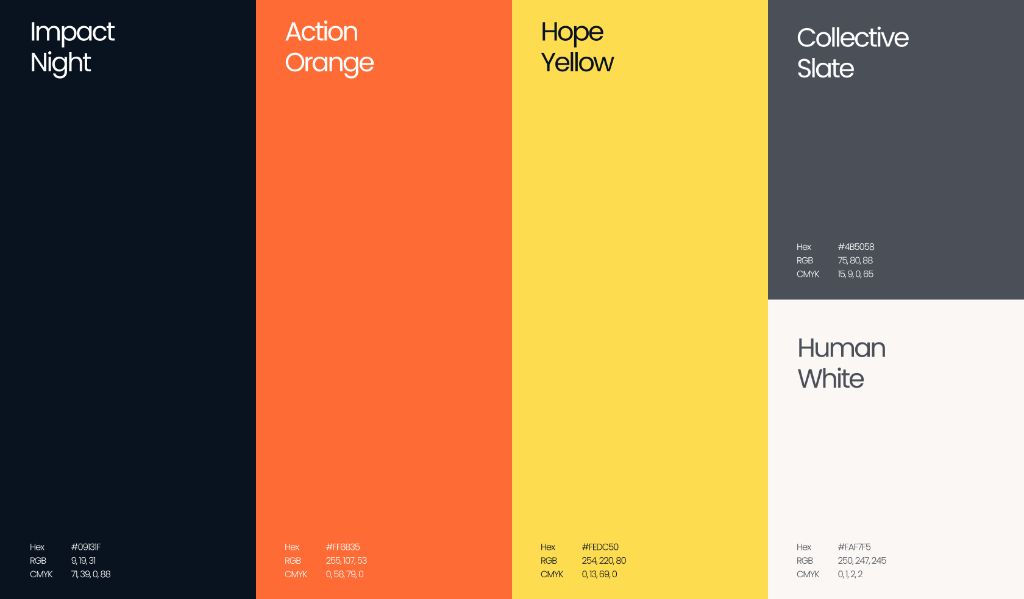 Impact
Night
Hex #09131F
RGB 9, 19, 31
CMYK 71, 39, 0, 88
Action
Orange
Hex #FF6B35
RGB 255, 107, 53
CMYK 0, 58, 79, 0
Hope
Yellow
Hex #FEDC50
RGB 254, 220, 80
CMYK 0, 13, 69, 0
Collective
Slate
Hex #4B5058
RGB 75, 80, 88
CMYK 15, 9, 0, 65
Human
White
Hex #FAF7F5
RGB 250, 247, 245
CMYK 0, 1, 2, 2